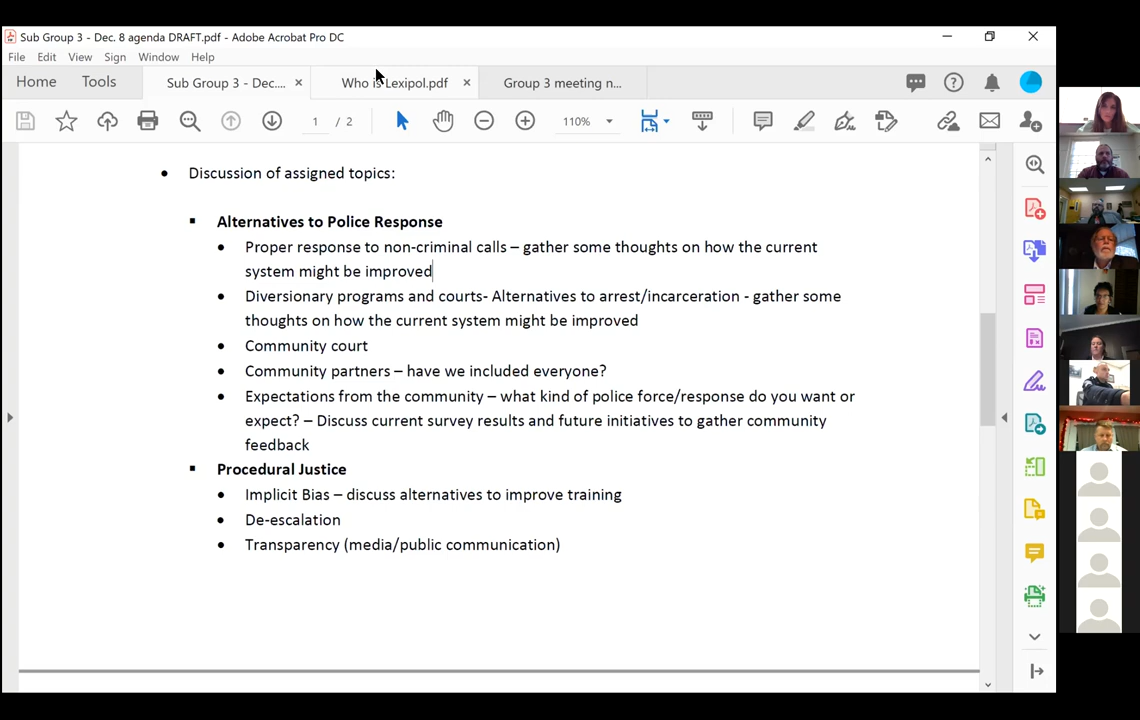 Sub Group 3 - Dec. 8 agenda DRAFT.pdf - Adobe Acrobat Pro DC
File Edit View Sign Window Help
Home Tools Sub Group 3 - Dec.... × Who is Lexipol.pdf × Group 3 meeting n...
1 / 2 110%
• Discussion of assigned topics:
▪ Alternatives to Police Response
• Proper response to non-criminal calls – gather some thoughts on how the current
system might be improved
• Diversionary programs and courts- Alternatives to arrest/incarceration - gather some
thoughts on how the current system might be improved
• Community court
• Community partners – have we included everyone?
• Expectations from the community – what kind of police force/response do you want or
expect? – Discuss current survey results and future initiatives to gather community
feedback
▪ Procedural Justice
• Implicit Bias – discuss alternatives to improve training
• De-escalation
• Transparency (media/public communication)